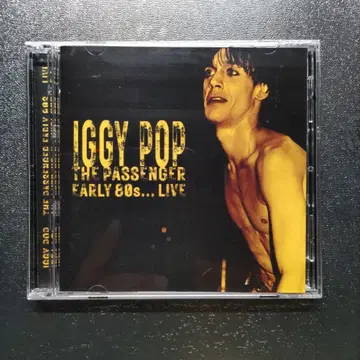 IGGY POP
THE PASSENGER
EARLY 80s... LIVE
IGGY POP THE PASSENGER EARLY 80s... LIVE